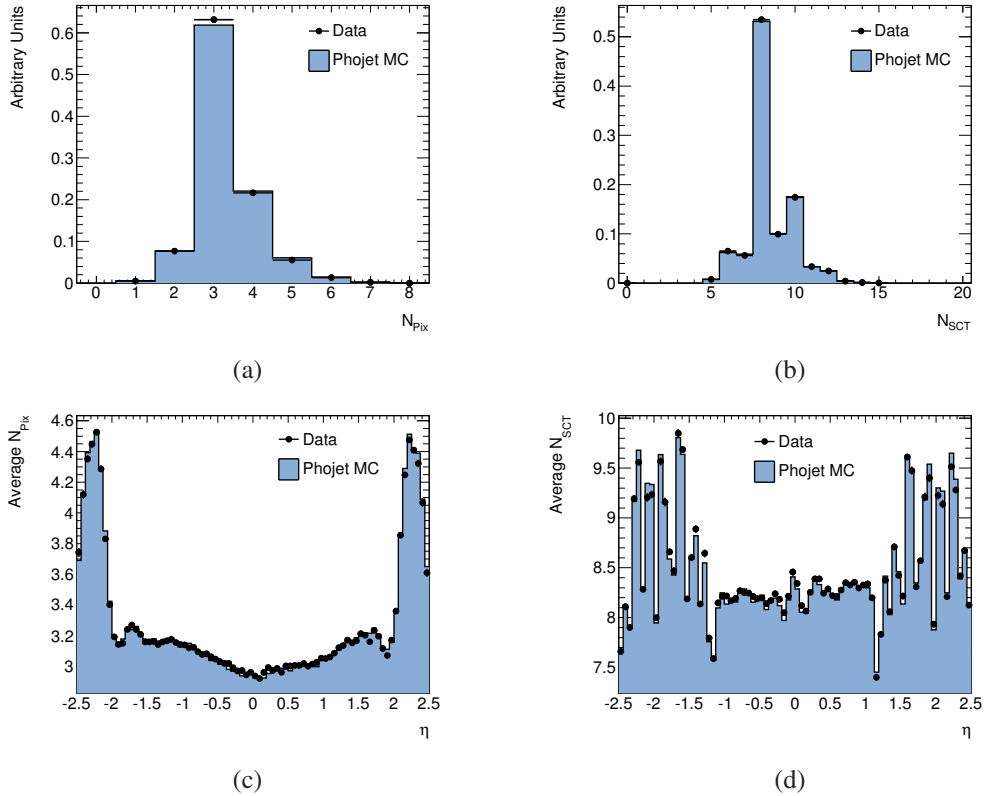 Arbitrary Units
0.6
0.5
0.4
0.3
0.2
0.1
0
Data
Phojet MC
0 1 2 3 4 5 6 7 8
N_Pix
(a)
Arbitrary Units
0.5
0.4
0.3
0.2
0.1
0
Data
Phojet MC
0 5 10 15 20
N_SCT
(b)
Average N_Pix
4.6
4.4
4.2
4
3.8
3.6
3.4
3.2
3
Data
Phojet MC
-2.5 -2 -1.5 -1 -0.5 0 0.5 1 1.5 2 2.5
η
(c)
Average N_SCT
10
9.5
9
8.5
8
7.5
Data
Phojet MC
-2.5 -2 -1.5 -1 -0.5 0 0.5 1 1.5 2 2.5
η
(d)